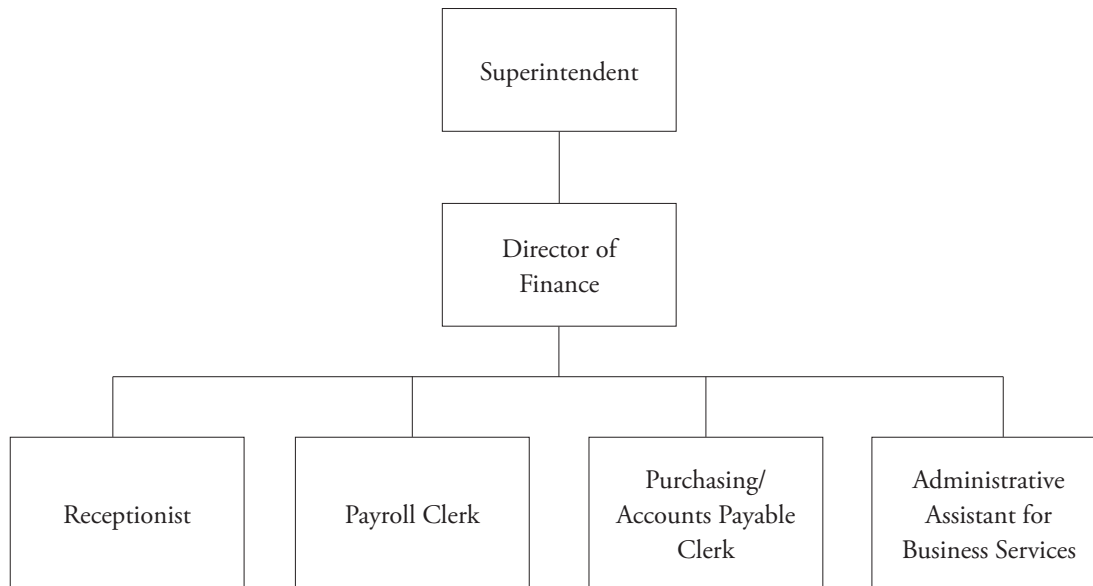 Superintendent
Director of
Finance
Receptionist
Payroll Clerk
Purchasing/
Accounts Payable
Clerk
Administrative
Assistant for
Business Services